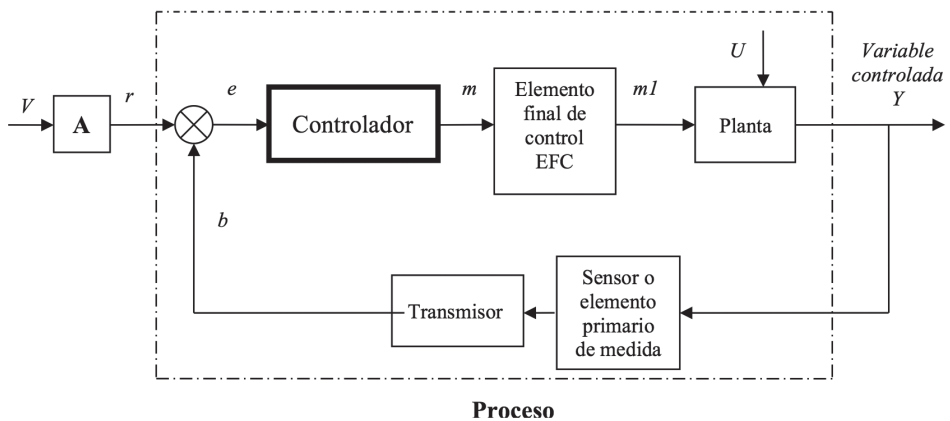 V
A
r
e
Controlador
m
Elemento
final de
control
EFC
m1
U
Planta
Variable
controlada
Y
b
Transmisor
Sensor o
elemento
primario
de medida
Proceso